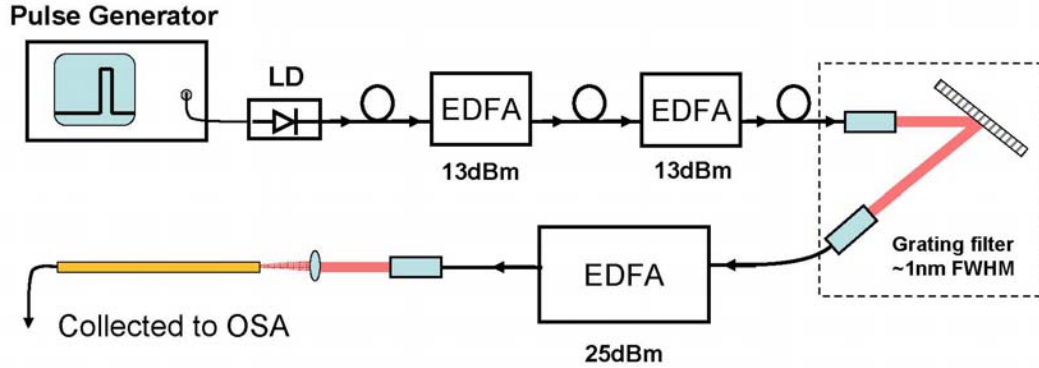 Pulse Generator
LD
EDFA
13dBm
EDFA
13dBm
Grating filter
~1nm FWHM
EDFA
25dBm
Collected to OSA